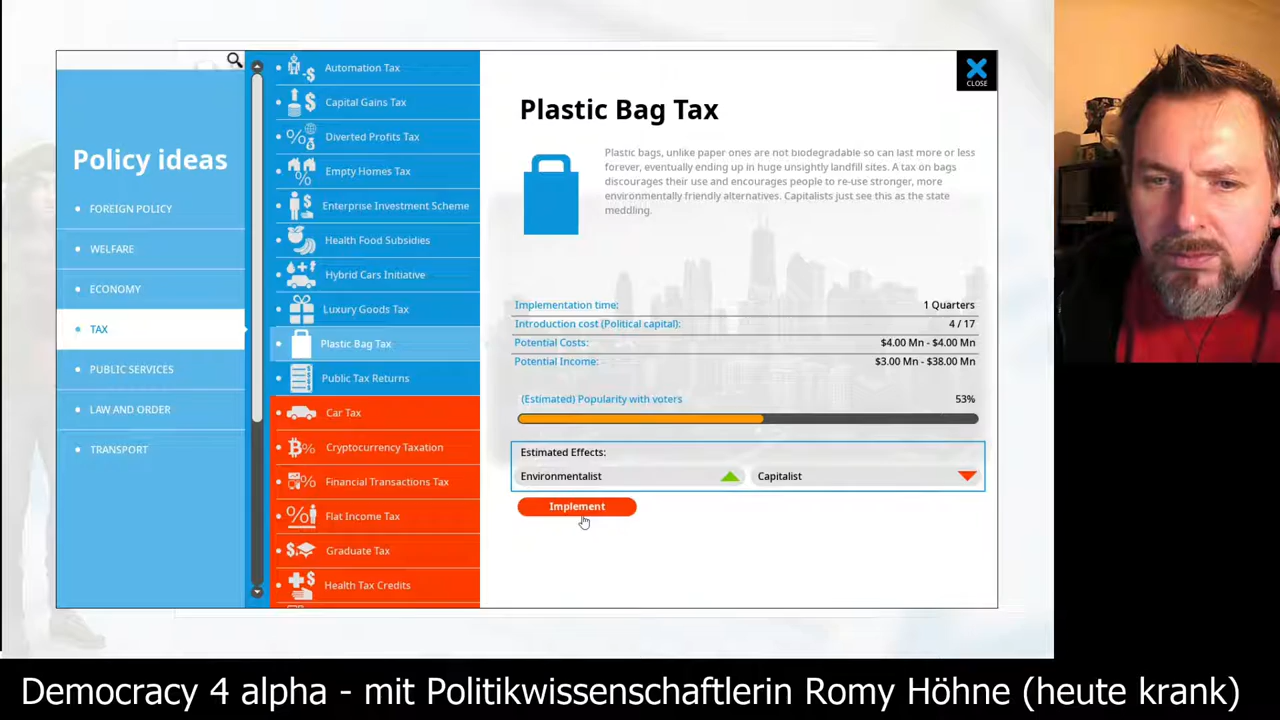 CLOSE
Policy ideas
FOREIGN POLICY
WELFARE
ECONOMY
TAX
PUBLIC SERVICES
LAW AND ORDER
TRANSPORT
Automation Tax
Capital Gains Tax
Diverted Profits Tax
Empty Homes Tax
Enterprise Investment Scheme
Health Food Subsidies
Hybrid Cars Initiative
Luxury Goods Tax
Plastic Bag Tax
Public Tax Returns
Car Tax
Cryptocurrency Taxation
Financial Transactions Tax
Flat Income Tax
Graduate Tax
Health Tax Credits
Plastic Bag Tax
Plastic bags, unlike paper ones are not biodegradable so can last more or less
forever, eventually ending up in huge unsightly landfill sites. A tax on bags
discourages their use and encourages people to re-use stronger, more
environmentally friendly alternatives. Capitalists just see this as the state
meddling.
Implementation time: 1 Quarters
Introduction cost (Political capital): 4 / 17
Potential Costs: $4.00 Mn - $4.00 Mn
Potential Income: $3.00 Mn - $38.00 Mn
(Estimated) Popularity with voters 53%
Estimated Effects:
Environmentalist Capitalist
Implement
Democracy 4 alpha - mit Politikwissenschaftlerin Romy Höhne (heute krank)